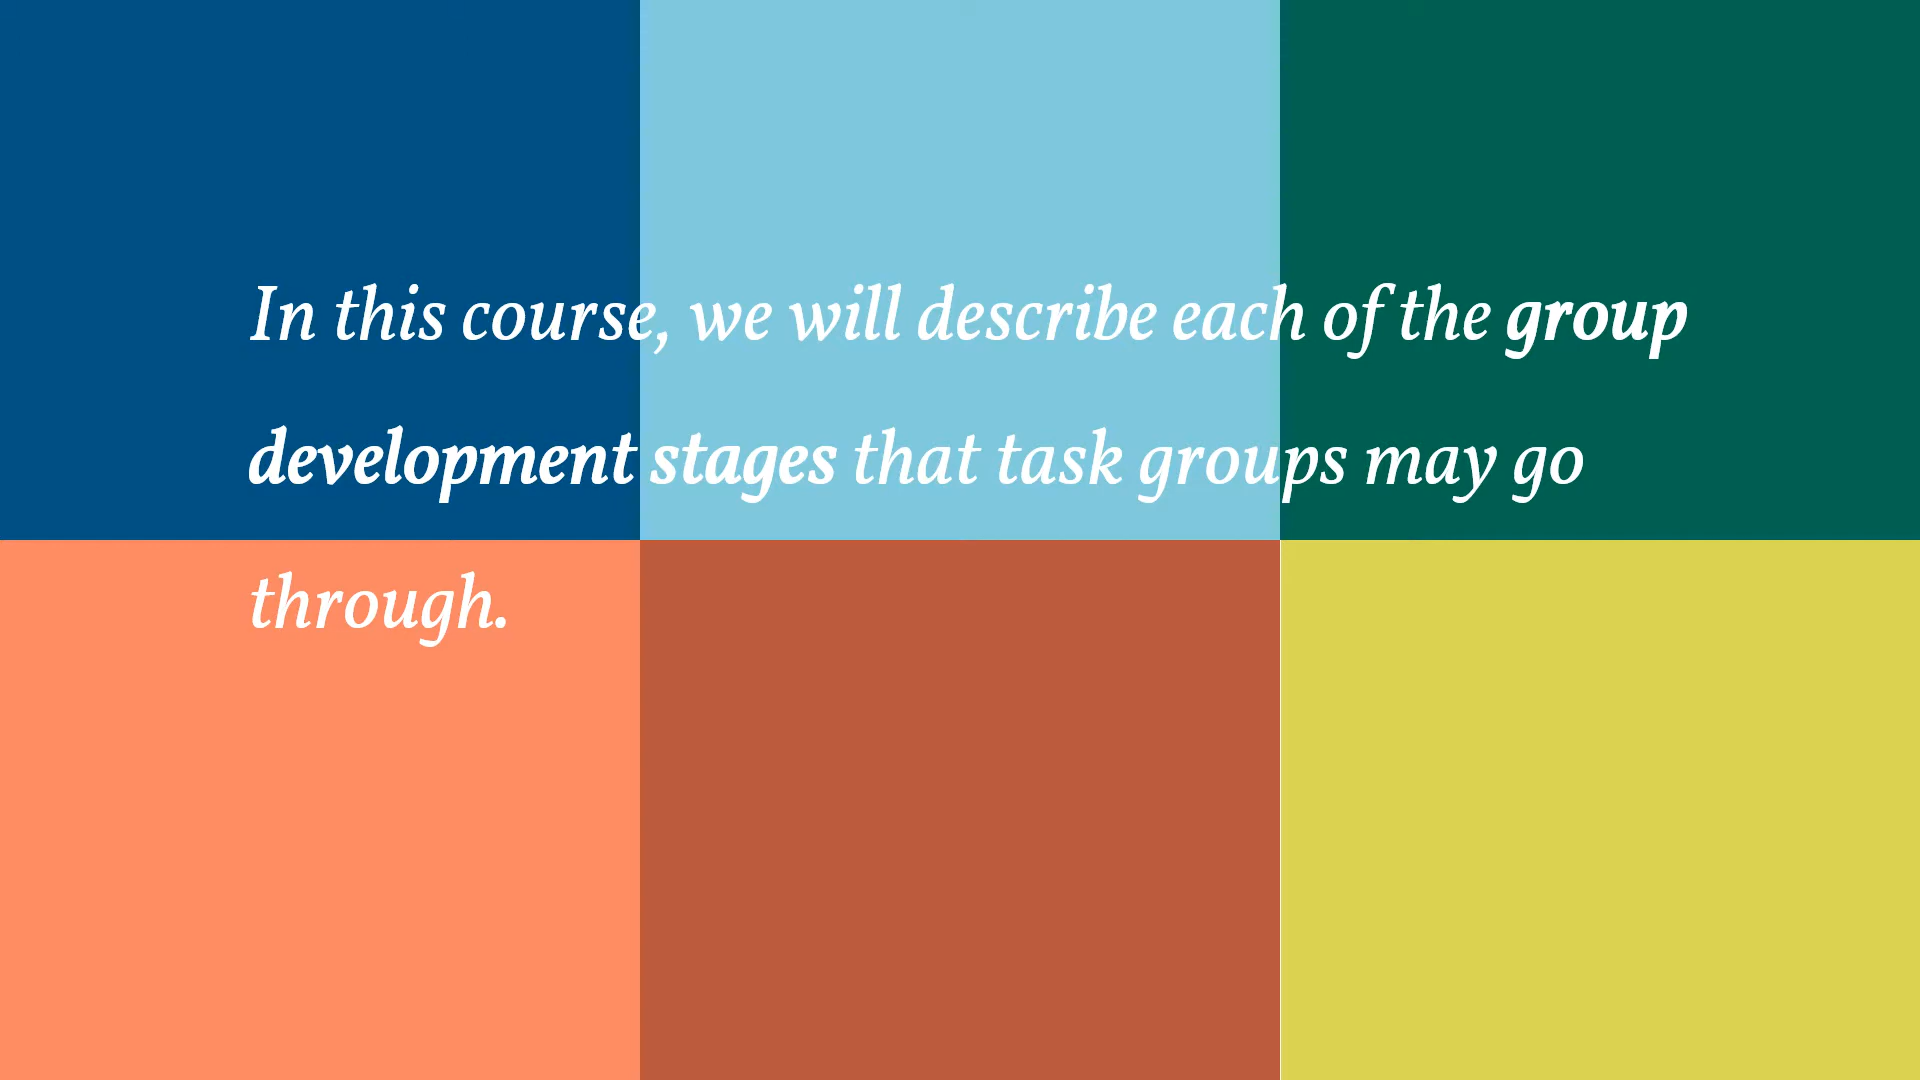 In this course, we will describe each of the group
development stages that task groups may go
through.